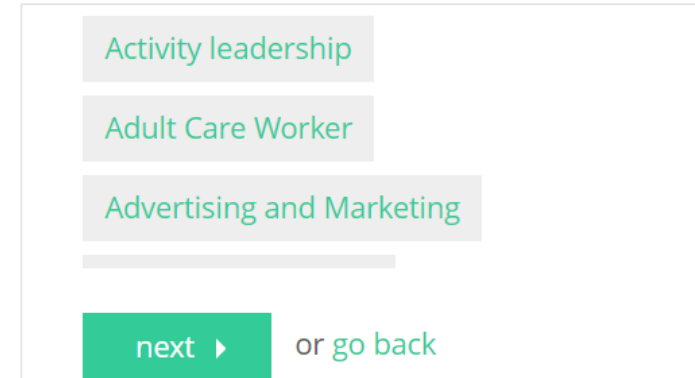 Activity leadership
Adult Care Worker
Advertising and Marketing
next or go back